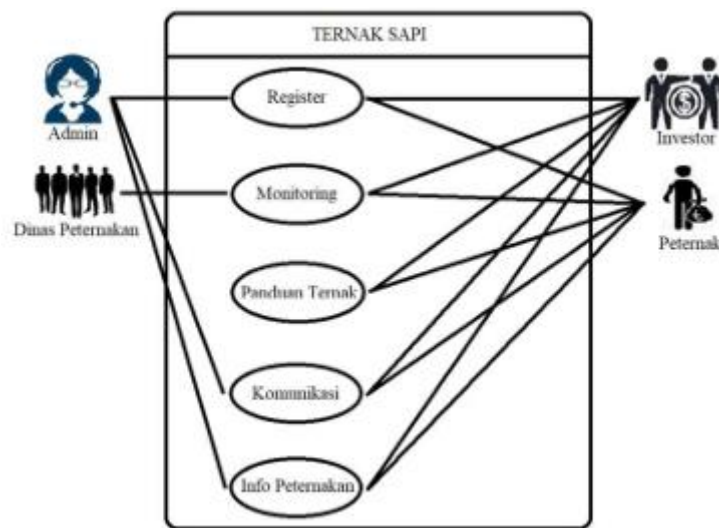 TERNAK SAPI
Register
Admin
Investor
Monitoring
Dinas Peternakan
Peternak
Panduan Ternak
Komunikasi
Info Peternakan